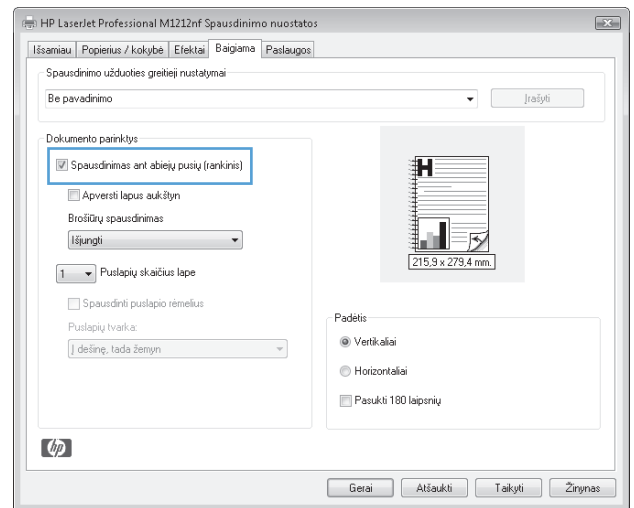 HP LaserJet Professional M1212nf Spausdinimo nuostatos
Išsamiau Popierius / kokybė Efektai Baigiama Paslaugos
Spausdinimo užduoties greitieji nustatymai
Be pavadinimo
Įrašyti
Dokumento parinktys
Spausdinimas ant abiejų pusių (rankinis)
Apversti lapus aukštyn
Brošiūrų spausdinimas
Išjungti
1 Puslapių skaičius lape
Spausdinti puslapio rėmelius
Puslapių tvarka:
Į dešinę, tada žemyn
H
215,9 x 279,4 mm.
Padėtis
Vertikaliai
Horizontaliai
Pasukti 180 laipsnių
hp
Gerai Atšaukti Taikyti Žinynas